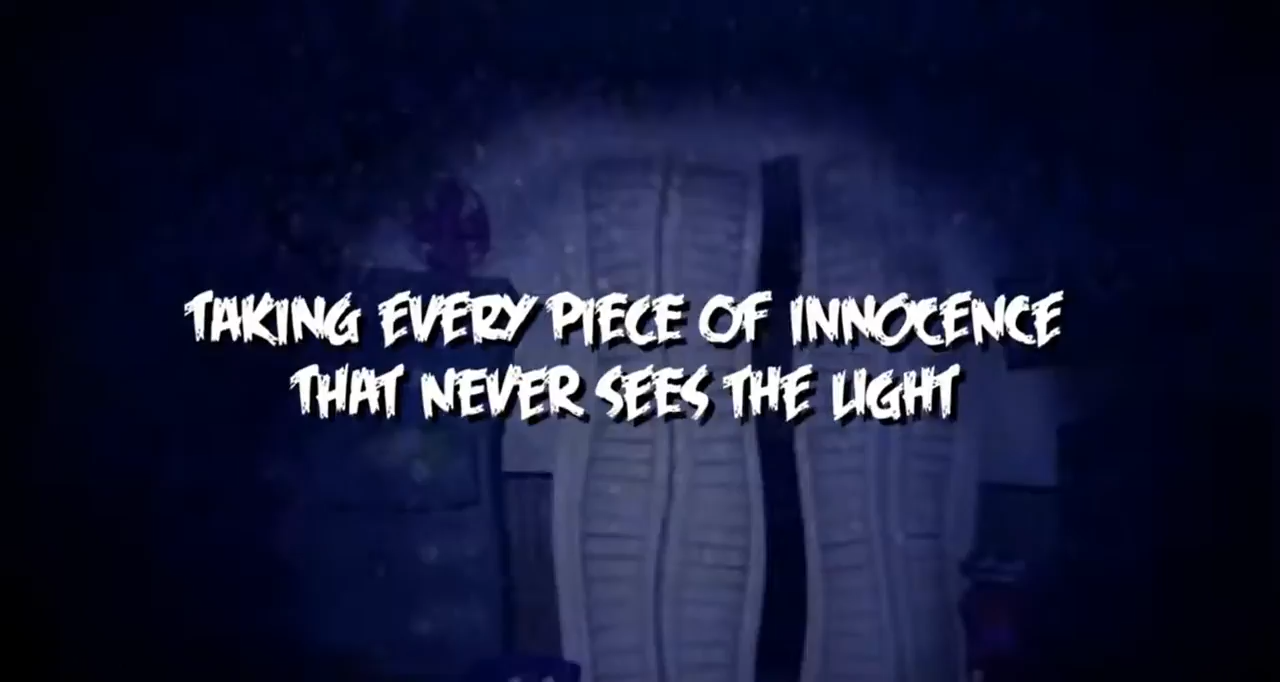 TAKING EVERY PIECE OF INNOCENCE
THAT NEVER SEES THE LIGHT